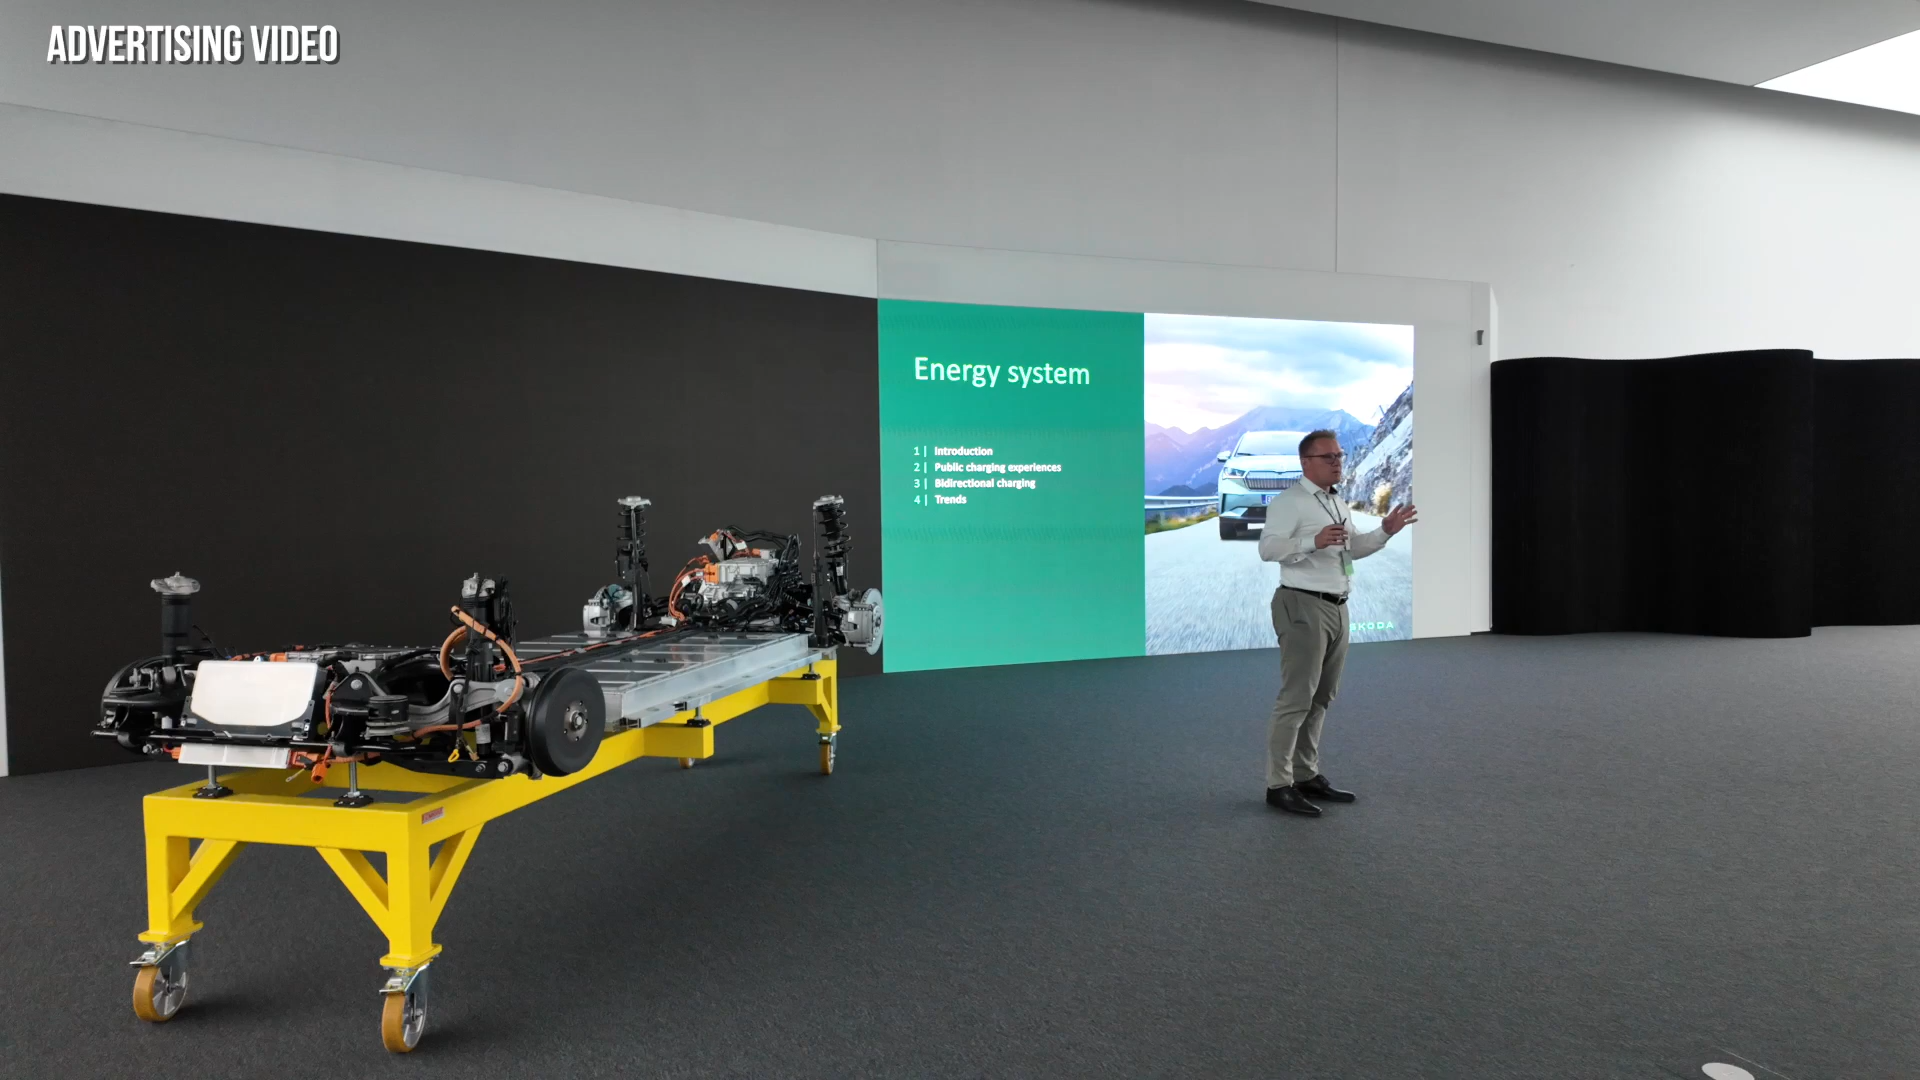 ADVERTISING VIDEO
Energy system
1 | Introduction
2 | Public charging experiences
3 | Bidirectional charging
4 | Trends
ŠKODA